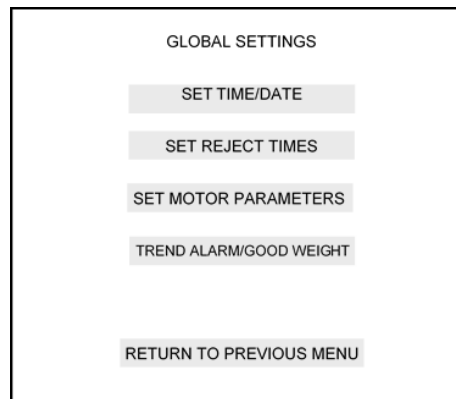 GLOBAL SETTINGS
SET TIME/DATE
SET REJECT TIMES
SET MOTOR PARAMETERS
TREND ALARM/GOOD WEIGHT
RETURN TO PREVIOUS MENU